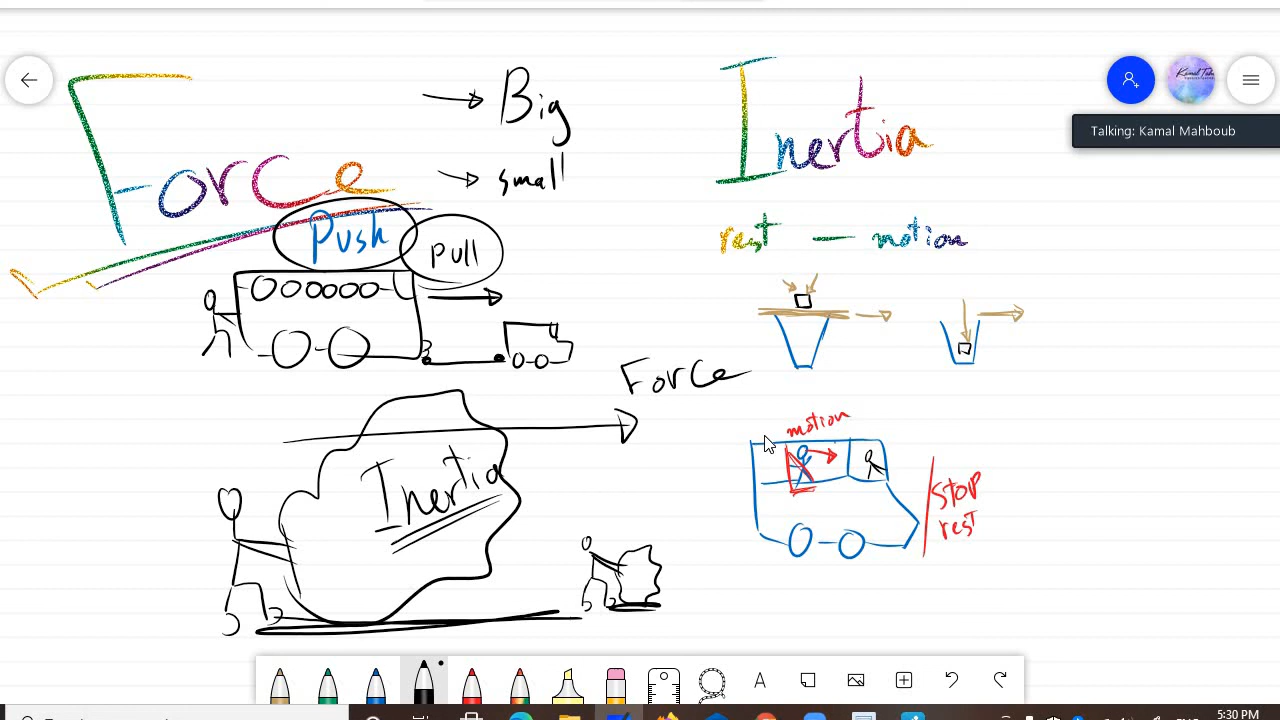 Force
Big
small
Push
Pull
Force
Inertia
Inertia
rest — motion
motion
Stop
rest
Talking: Kamal Mahboub
A
5:30 PM